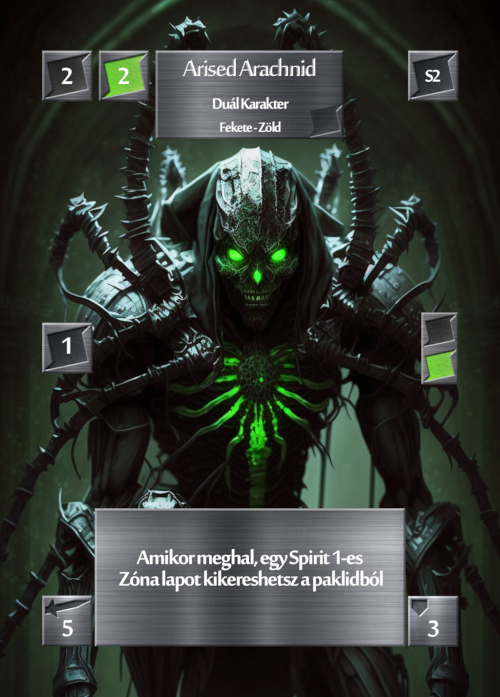 2
2
Arised Arachnid
S2
Duál Karakter
Fekete - Zöld
1
Amikor meghal, egy Spirit 1-es
Zóna lapot kikereshetsz a paklidból
5
3